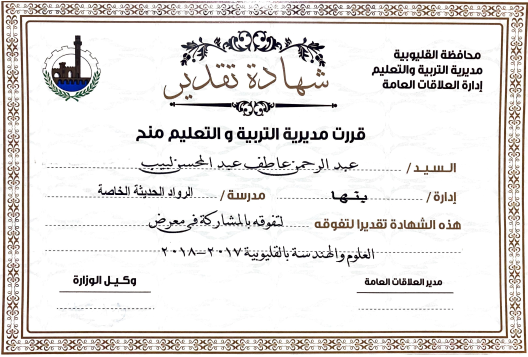 محافظة القليوبية
مديرية التربية والتعليم
إدارة العلاقات العامة
شهادة تقدير
قررت مديرية التربية و التعليم منح
السيد / عبد الرحمن عاطف عبد المحسن لبيب
إدارة / بنها مدرسة / الرواد الحديثة الخاصة
هذه الشهادة تقديرا لتفوقه لتفوقه بالمشاركة فى معرض
العلوم والهندسة بالقليوبية ٢٠١٧-٢٠١٨
مدير العلاقات العامة وكيل الوزارة